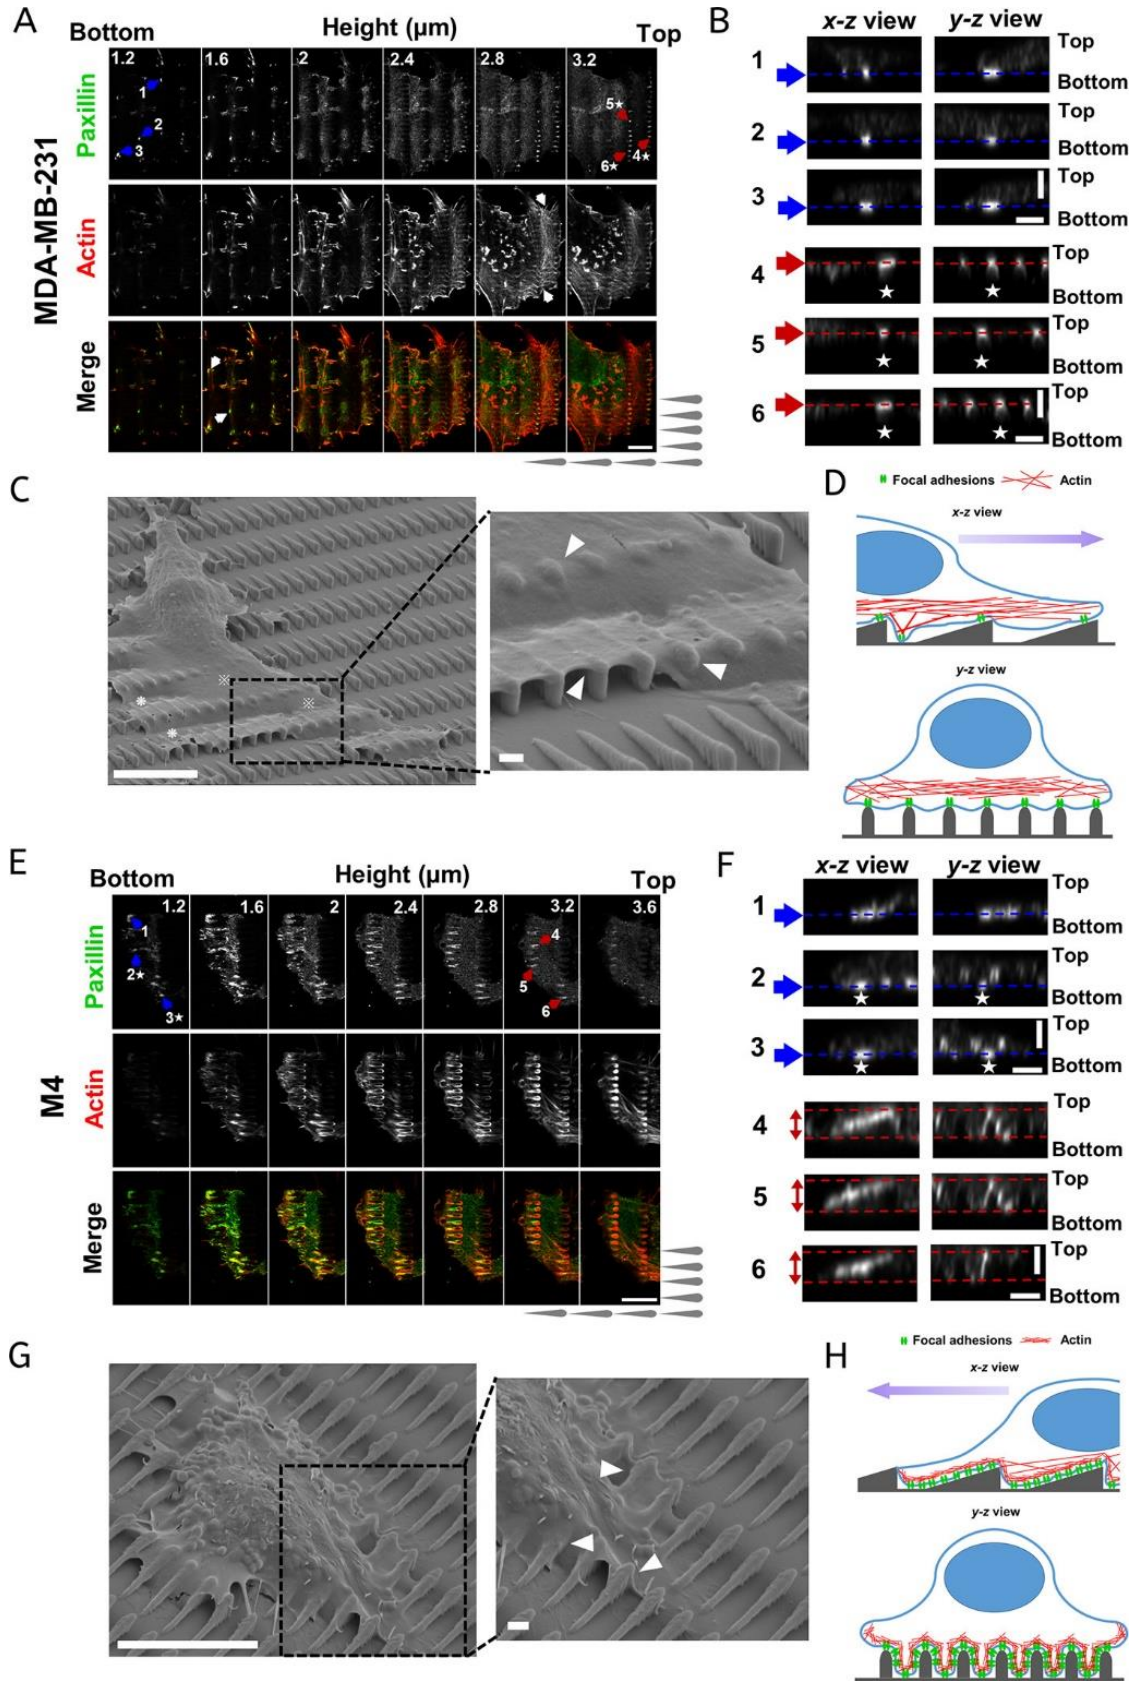 A
Bottom Height (µm) Top
1.2 1.6 2 2.4 2.8 3.2
MDA-MB-231
Paxillin
1
2
3
5★
6★ 4★
Actin
Merge
B
x-z view y-z view
1 Top
Bottom
2 Top
Bottom
3 Top
Bottom
4 Top
Bottom
5 Top
Bottom
6 Top
Bottom
C
D
Focal adhesions Actin
x-z view
y-z view
E
Bottom Height (µm) Top
1.2 1.6 2 2.4 2.8 3.2 3.6
M4
Paxillin
1
2★
3★
4
5
6
Actin
Merge
F
x-z view y-z view
1 Top
Bottom
2 Top
Bottom
3 Top
Bottom
4 Top
Bottom
5 Top
Bottom
6 Top
Bottom
G
H
Focal adhesions Actin
x-z view
y-z view